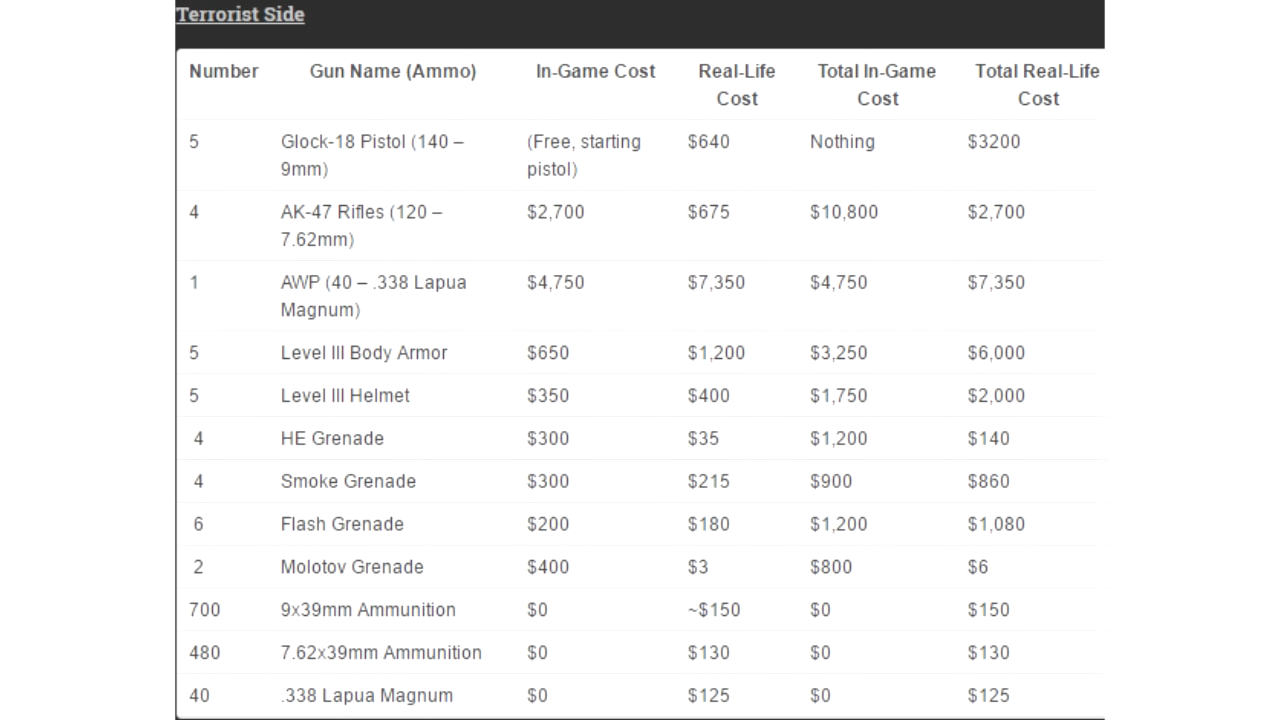 Terrorist Side
Number Gun Name (Ammo) In-Game Cost Real-Life Cost Total In-Game Cost Total Real-Life Cost
5 Glock-18 Pistol (140 – 9mm) (Free, starting pistol) $640 Nothing $3200
4 AK-47 Rifles (120 – 7.62mm) $2,700 $675 $10,800 $2,700
1 AWP (40 – .338 Lapua Magnum) $4,750 $7,350 $4,750 $7,350
5 Level III Body Armor $650 $1,200 $3,250 $6,000
5 Level III Helmet $350 $400 $1,750 $2,000
4 HE Grenade $300 $35 $1,200 $140
4 Smoke Grenade $300 $215 $900 $860
6 Flash Grenade $200 $180 $1,200 $1,080
2 Molotov Grenade $400 $3 $800 $6
700 9x39mm Ammunition $0 ~$150 $0 $150
480 7.62x39mm Ammunition $0 $130 $0 $130
40 .338 Lapua Magnum $0 $125 $0 $125